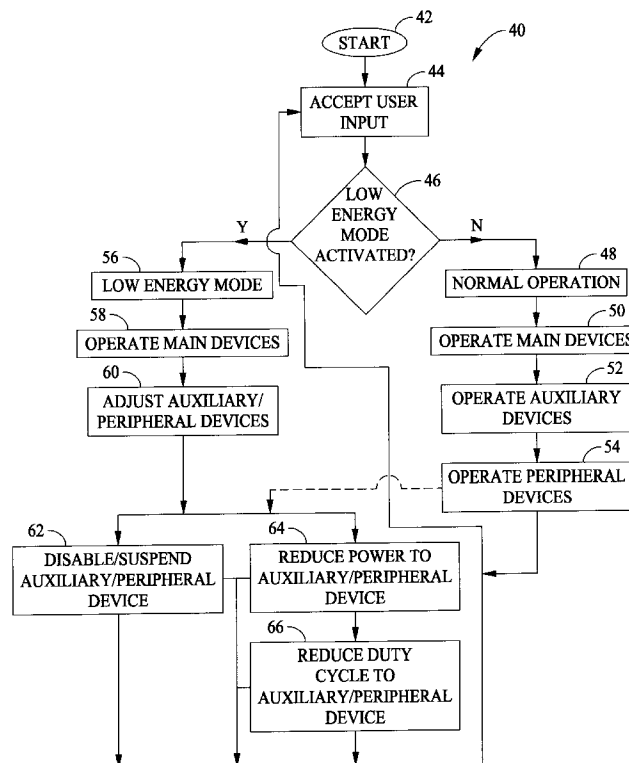 42
START
40
44
ACCEPT USER
INPUT
46
LOW
ENERGY
MODE
ACTIVATED?
Y
N
56
LOW ENERGY MODE
48
NORMAL OPERATION
58
OPERATE MAIN DEVICES
50
OPERATE MAIN DEVICES
60
ADJUST AUXILIARY/
PERIPHERAL DEVICES
52
OPERATE AUXILIARY
DEVICES
54
OPERATE PERIPHERAL
DEVICES
62
DISABLE/SUSPEND
AUXILIARY/PERIPHERAL
DEVICE
64
REDUCE POWER TO
AUXILIARY/PERIPHERAL
DEVICE
66
REDUCE DUTY
CYCLE TO
AUXILIARY/PERIPHERAL
DEVICE